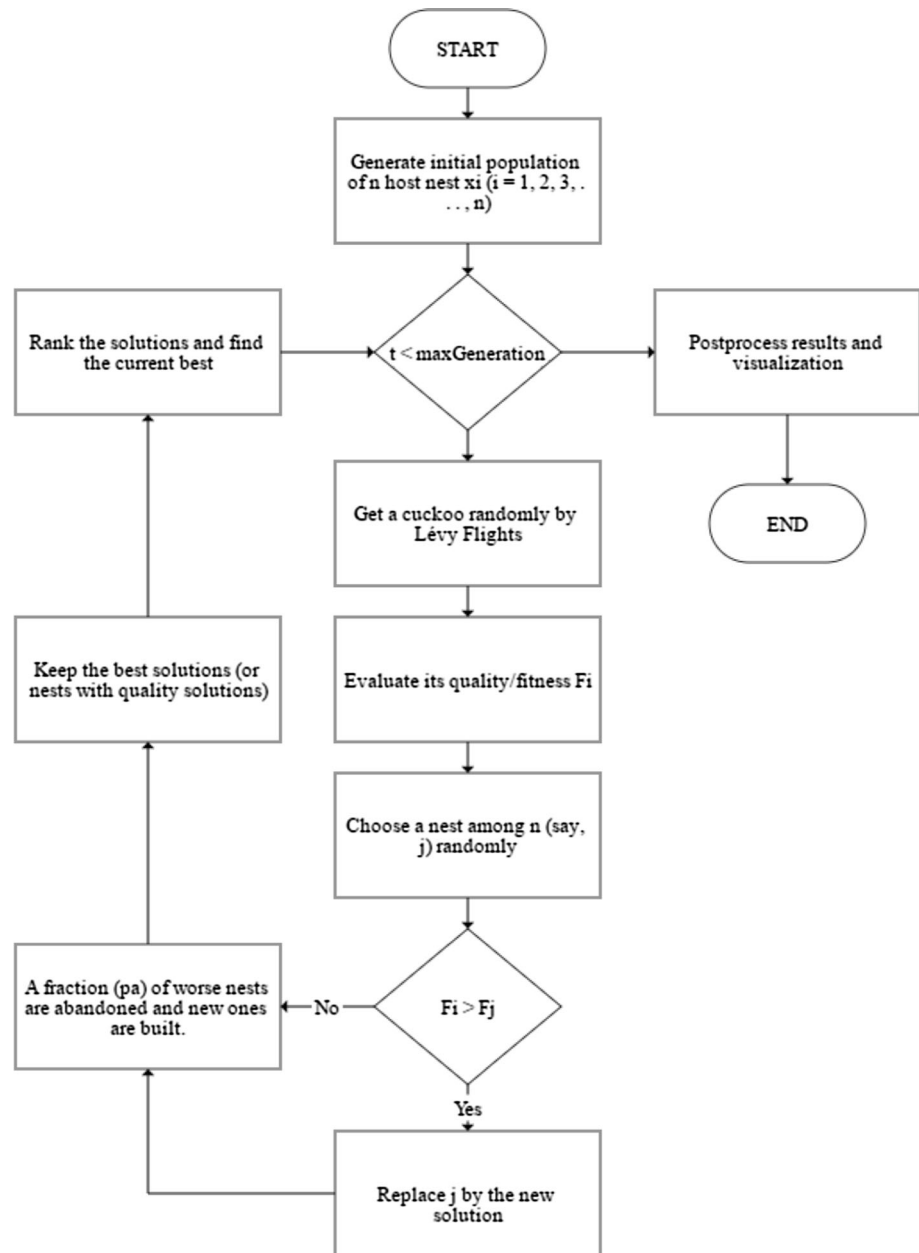 START
Generate initial population
of n host nest xi (i = 1, 2, 3, .
. . , n)
Rank the solutions and find
the current best
t < maxGeneration
Postprocess results and
visualization
Get a cuckoo randomly by
Lévy Flights
END
Keep the best solutions (or
nests with quality solutions)
Evaluate its quality/fitness Fi
Choose a nest among n (say,
j) randomly
A fraction (pa) of worse nests
are abandoned and new ones
are built.
No
Fi > Fj
Yes
Replace j by the new
solution